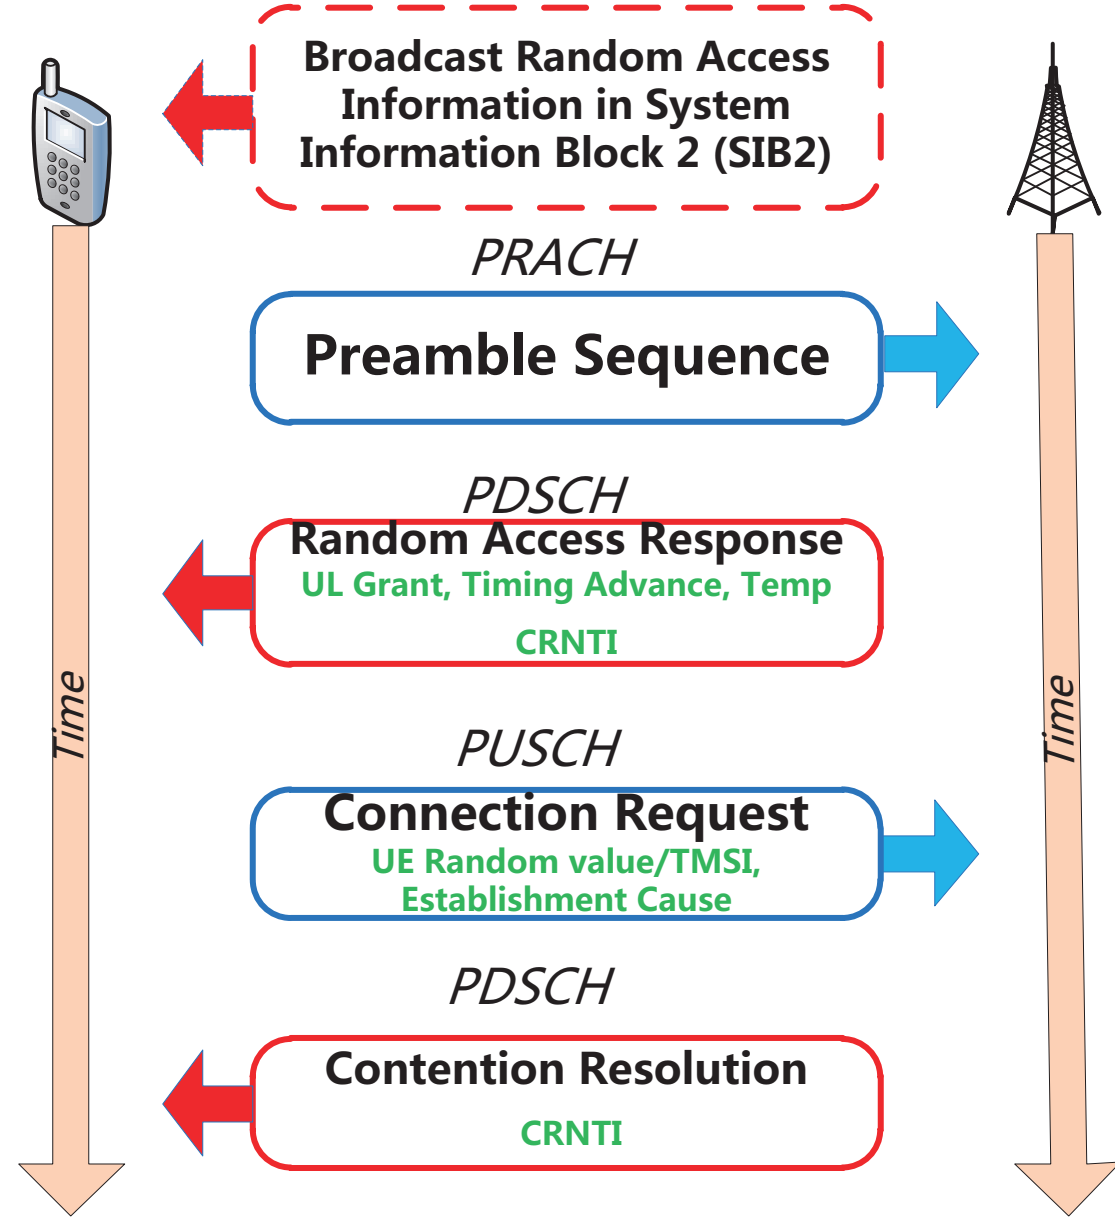 Broadcast Random Access
Information in System
Information Block 2 (SIB2)
PRACH
Preamble Sequence
PDSCH
Random Access Response
UL Grant, Timing Advance, Temp
CRNTI
Time
Time
PUSCH
Connection Request
UE Random value/TMSI,
Establishment Cause
PDSCH
Contention Resolution
CRNTI